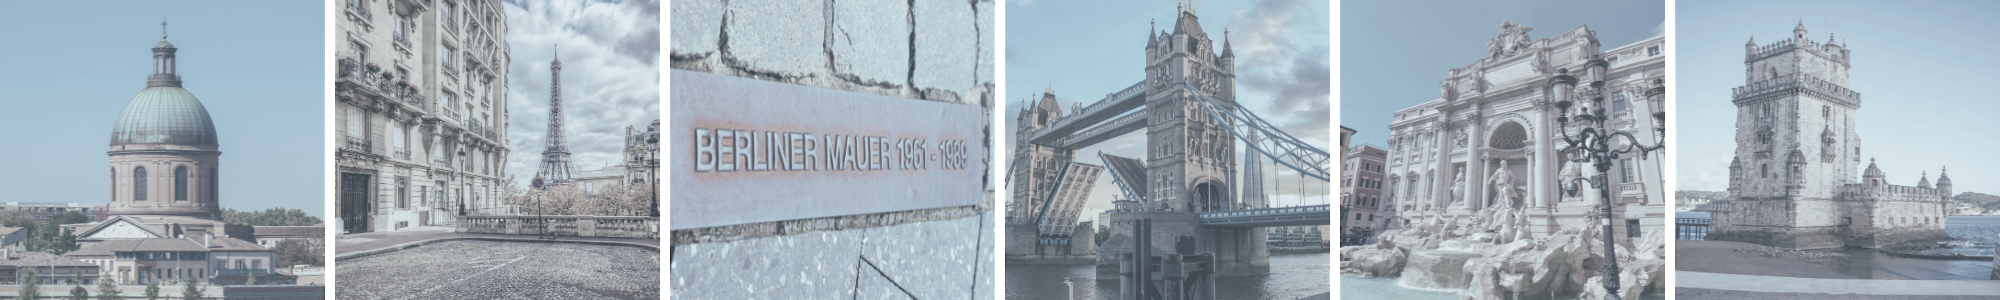 BERLINER MAUER 1961 - 1989